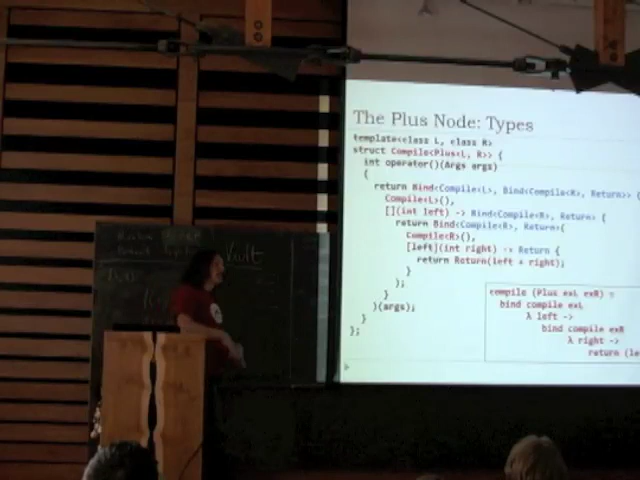 The Plus Node: Types
template<class L, class R>
struct Compile<Plus<L, R>> {
int operator()(Args args)
{
return Bind<Compile<L>, Bind<Compile<R>, Return>> (
Compile<L>(),
[](int left) -> Bind<Compile<R>, Return> {
return Bind<Compile<R>, Return>(
Compile<R>(),
[left](int right) -> Return {
return Return(left + right);
}
);
}
)(args);
}
};
compile (Plus exL exR) =
bind compile exL
λ left ->
bind compile exR
λ right ->
return (le
Vault